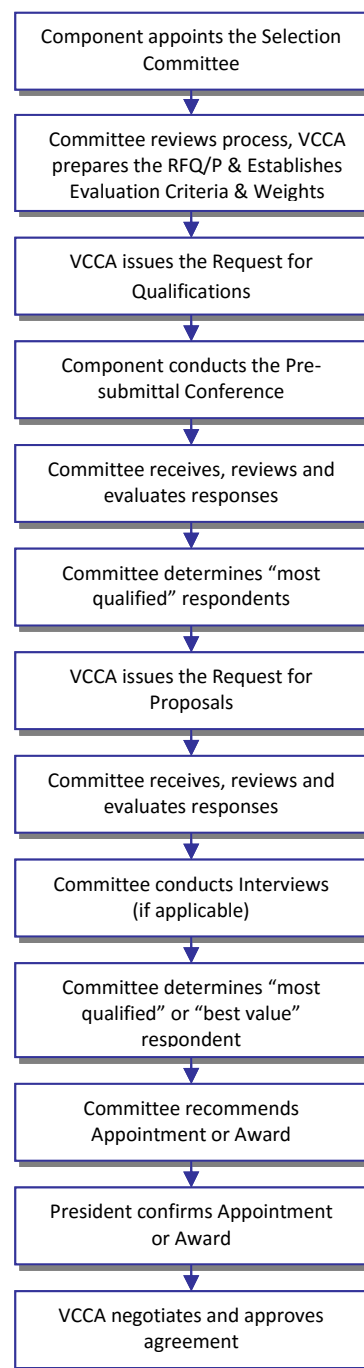 Component appoints the Selection
Committee
Committee reviews process, VCCA
prepares the RFQ/P & Establishes
Evaluation Criteria & Weights
VCCA issues the Request for
Qualifications
Component conducts the Pre-
submittal Conference
Committee receives, reviews and
evaluates responses
Committee determines “most
qualified” respondents
VCCA issues the Request for
Proposals
Committee receives, reviews and
evaluates responses
Committee conducts Interviews
(if applicable)
Committee determines “most
qualified” or “best value”
respondent
Committee recommends
Appointment or Award
President confirms Appointment
or Award
VCCA negotiates and approves
agreement